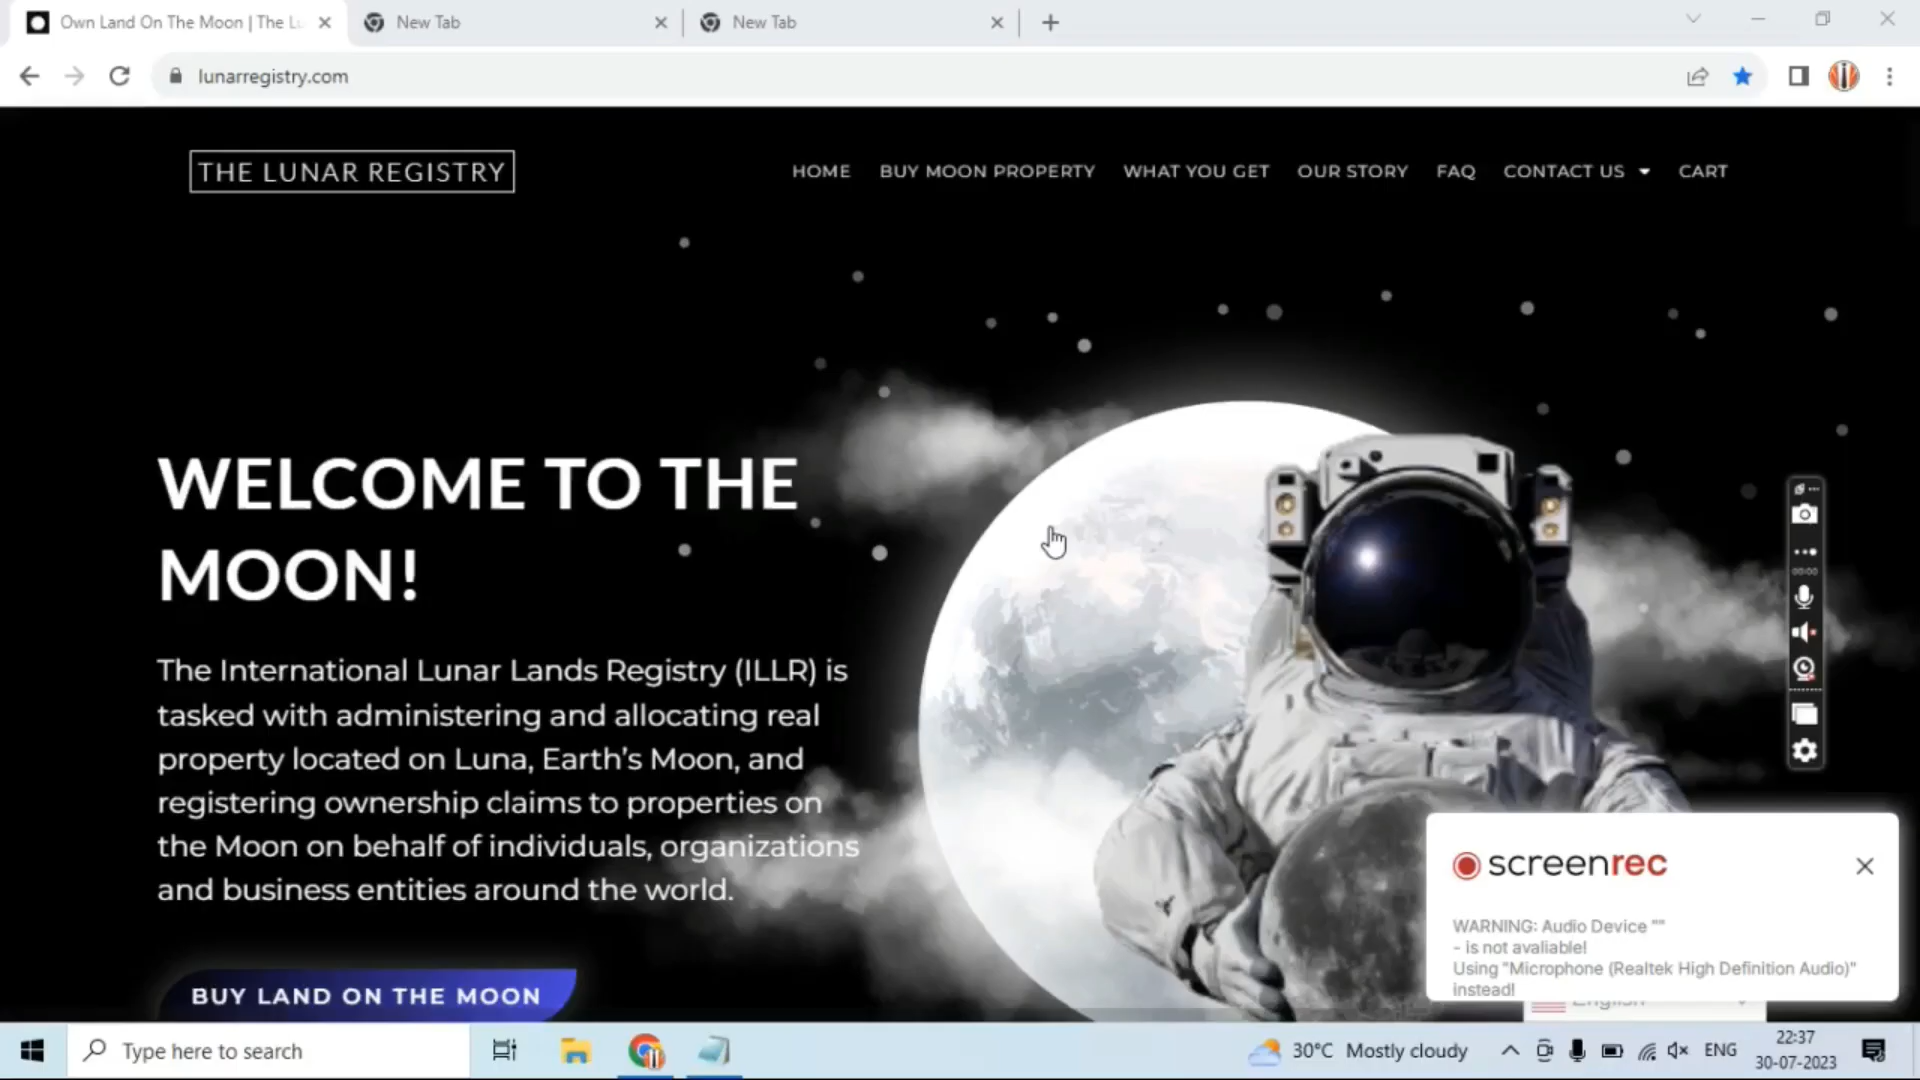 Own Land On The Moon | The Lu
New Tab
New Tab
lunarregistry.com
THE LUNAR REGISTRY
HOME
BUY MOON PROPERTY
WHAT YOU GET
OUR STORY
FAQ
CONTACT US
CART
WELCOME TO THE
MOON!
The International Lunar Lands Registry (ILLR) is
tasked with administering and allocating real
property located on Luna, Earth's Moon, and
registering ownership claims to properties on
the Moon on behalf of individuals, organizations
and business entities around the world.
BUY LAND ON THE MOON
00:00
screenrec
WARNING: Audio Device ""
- is not avaliable!
Using "Microphone (Realtek High Definition Audio)"
instead!
English
Type here to search
30°C Mostly cloudy
ENG
22:37
30-07-2023